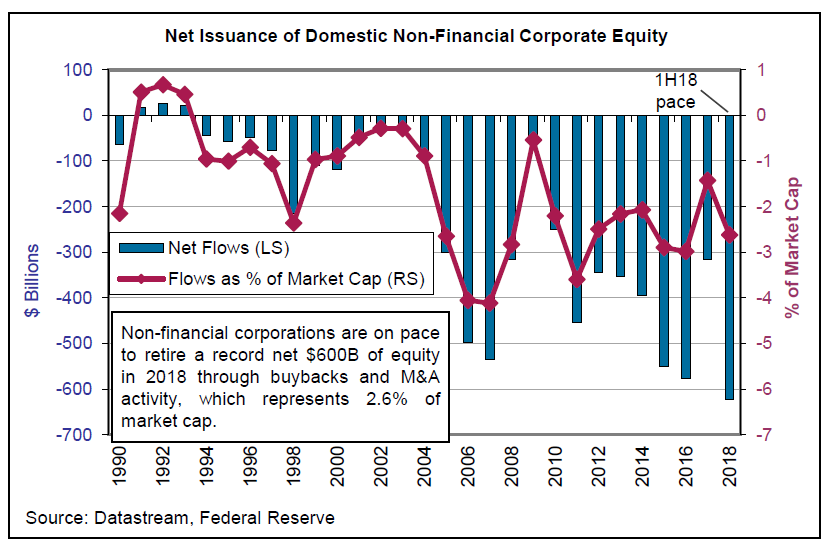 Net Issuance of Domestic Non-Financial Corporate Equity
100
0
-100
-200
-300
-400
-500
-600
-700
$ Billions
1
0
-1
-2
-3
-4
-5
-6
-7
% of Market Cap
1H18
pace
Net Flows (LS)
Flows as % of Market Cap (RS)
Non-financial corporations are on pace
to retire a record net $600B of equity
in 2018 through buybacks and M&A
activity, which represents 2.6% of
market cap.
1990
1992
1994
1996
1998
2000
2002
2004
2006
2008
2010
2012
2014
2016
2018
Source: Datastream, Federal Reserve